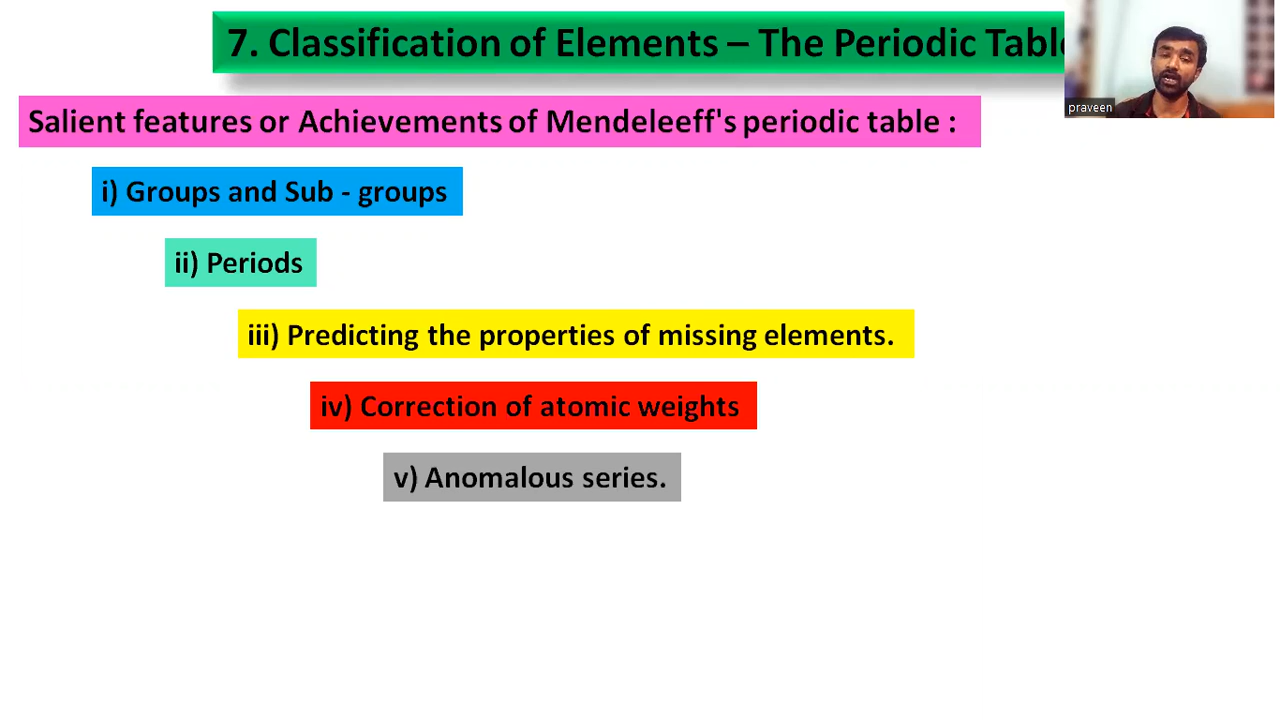 7. Classification of Elements – The Periodic Table
praveen
Salient features or Achievements of Mendeleeff's periodic table :
i) Groups and Sub - groups
ii) Periods
iii) Predicting the properties of missing elements.
iv) Correction of atomic weights
v) Anomalous series.